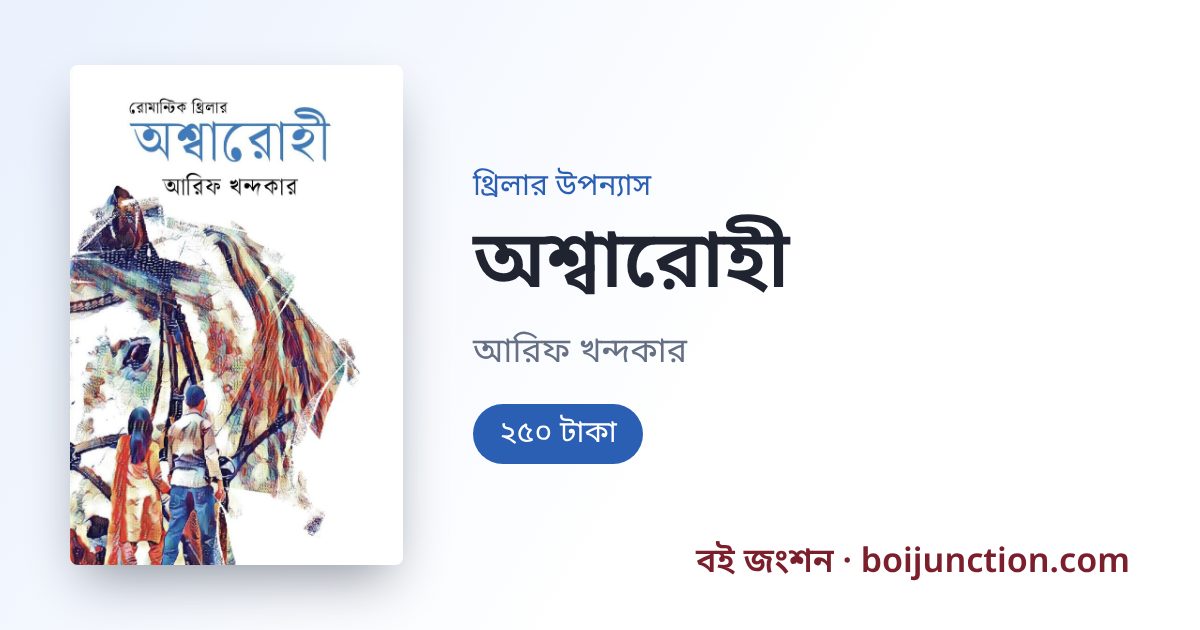 রোমান্টিক থ্রিলার
অশ্বারোহী
আরিফ খন্দকার
থ্রিলার উপন্যাস
অশ্বারোহী
আরিফ খন্দকার
২৫০ টাকা
বই জংশন · boijunction.com